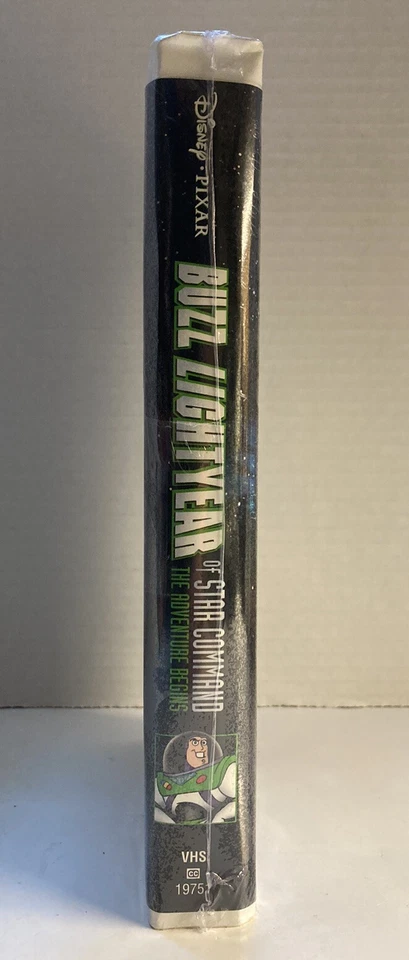 Disney · PIXAR
BUZZ LIGHTYEAR
OF STAR COMMAND
THE ADVENTURE BEGINS
VHS
CC
1975